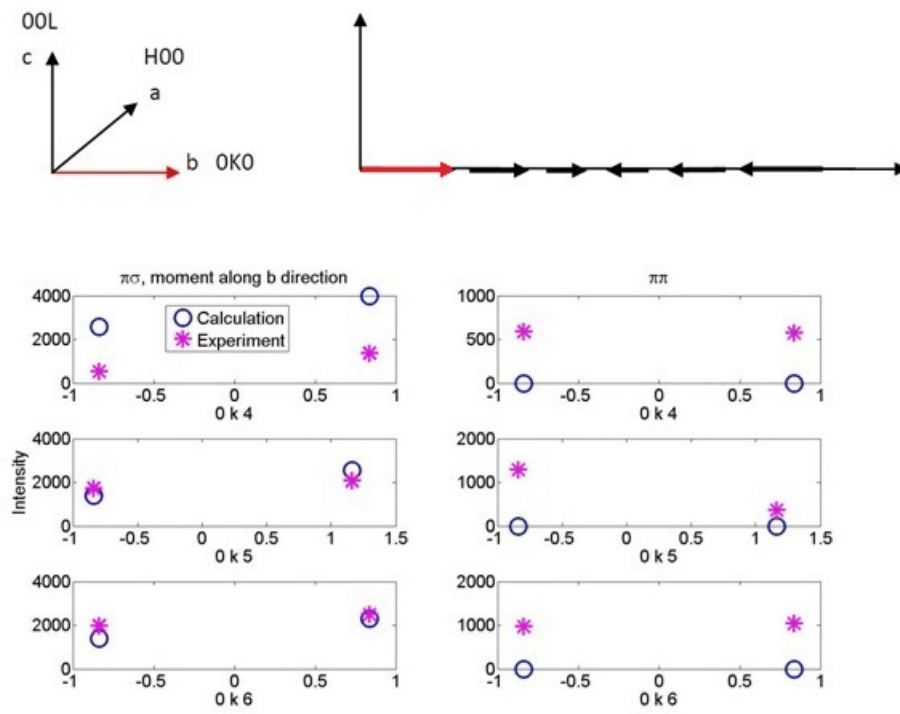 00L
c
H00
a
b 0K0
πσ, moment along b direction
4000
2000
0
Calculation
Experiment
-1 -0.5 0 0.5 1
0 k 4
ππ
1000
500
0
-1 -0.5 0 0.5 1
0 k 4
Intensity
4000
2000
0
-1 -0.5 0 0.5 1 1.5
0 k 5
2000
1000
0
-1 -0.5 0 0.5 1 1.5
0 k 5
4000
2000
0
-1 -0.5 0 0.5 1
0 k 6
2000
1000
0
-1 -0.5 0 0.5 1
0 k 6